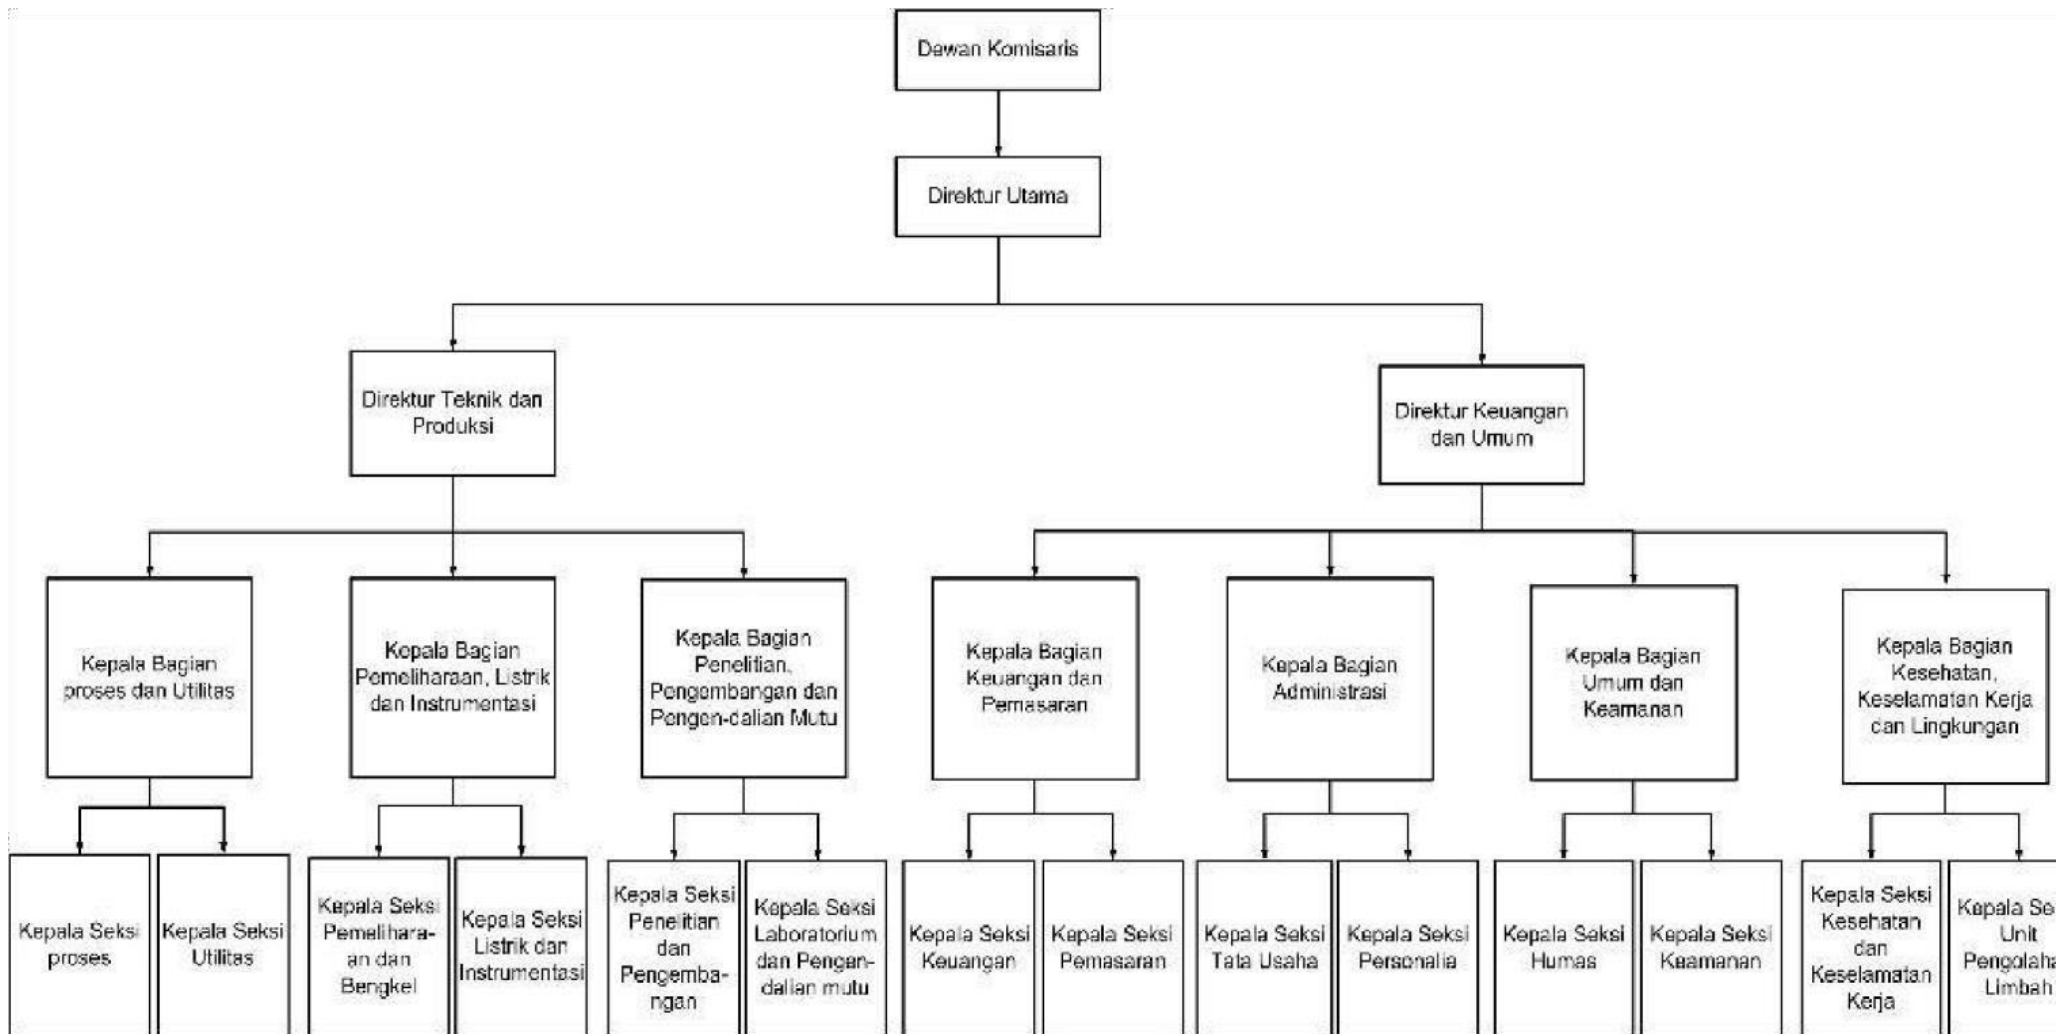 Dewan Komisaris
Direktur Utama
Direktur Teknik dan
Produksi
Direktur Keuangan
dan Umum
Kepala Bagian
proses dan Utilitas
Kepala Bagian
Pemeliharaan, Listrik
dan Instrumentasi
Kepala Bagian
Penelitian,
Pengembangan dan
Pengen-dalian Mutu
Kepala Bagian
Keuangan dan
Pemasaran
Kepala Bagian
Administrasi
Kepala Bagian
Umum dan
Keamanan
Kepala Bagian
Kesehatan,
Keselamatan Kerja
dan Lingkungan
Kepala Seksi
proses
Kepala Seksi
Utilitas
Kepala Seksi
Pemelihara-
an dan
Bengkel
Kepala Seksi
Listrik dan
Instrumentasi
Kepala Seksi
Penelitian
dan
Pengemba-
ngan
Kepala Seksi
Laboratorium
dan Pengen-
dalian mutu
Kepala Seksi
Keuangan
Kepala Seksi
Pemasaran
Kepala Seksi
Tata Usaha
Kepala Seksi
Personalia
Kepala Seksi
Humas
Kepala Seksi
Keamanan
Kepala Seksi
Kesehatan
dan
Keselamatan
Kerja
Kepala
Unit
Limbah